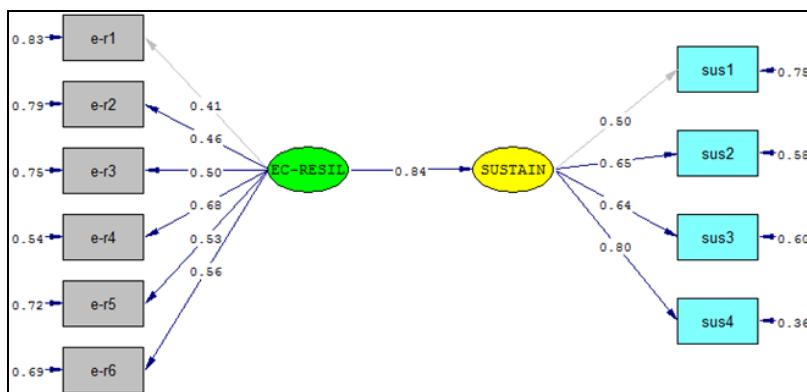 0.83 e-r1
0.79 e-r2
0.75 e-r3
0.54 e-r4
0.72 e-r5
0.69 e-r6
0.41
0.46
0.50
0.68
0.53
0.56
EC-RESIL
0.84
SUSTAIN
0.50
0.65
0.64
0.80
sus1 0.75
sus2 0.58
sus3 0.60
sus4 0.36